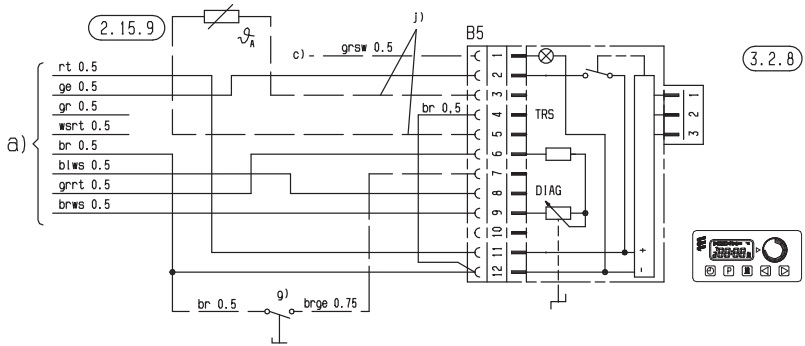 2.15.9
ϑA
j)
B5
c)
grsw 0.5
3.2.8
a)
rt 0.5
ge 0.5
gr 0.5
wsrt 0.5
br 0.5
blws 0.5
grrt 0.5
brws 0.5
br 0,5
1
2
3
4
5
6
7
8
9
10
11
12
TRS
DIAG
+
-
1
2
3
P
br 0.5
g)
brge 0.75